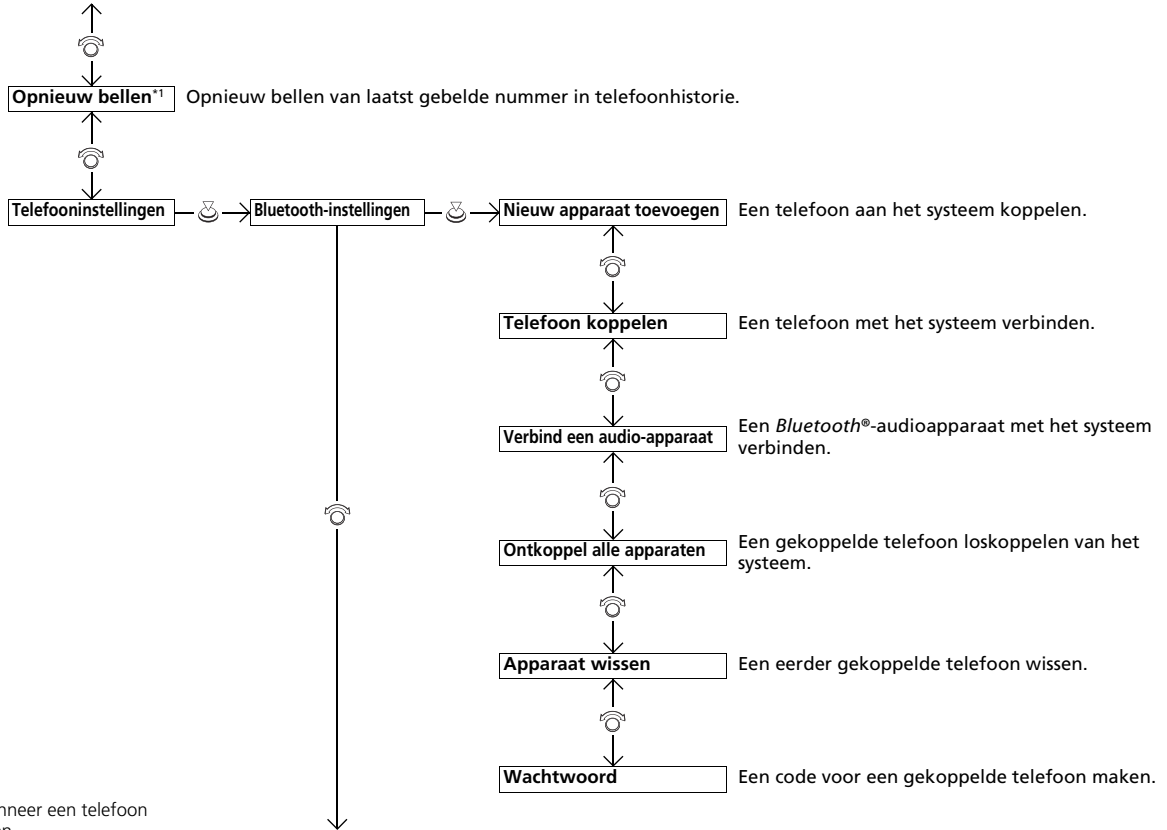 Opnieuw bellen*1 Opnieuw bellen van laatst gebelde nummer in telefoonhistorie.
Telefooninstellingen Bluetooth-instellingen Nieuw apparaat toevoegen Een telefoon aan het systeem koppelen.
Telefoon koppelen Een telefoon met het systeem verbinden.
Verbind een audio-apparaat Een Bluetooth®-audioapparaat met het systeem
verbinden.
Ontkoppel alle apparaten Een gekoppelde telefoon loskoppelen van het
systeem.
Apparaat wissen Een eerder gekoppelde telefoon wissen.
Wachtwoord Een code voor een gekoppelde telefoon maken.
een telefoon